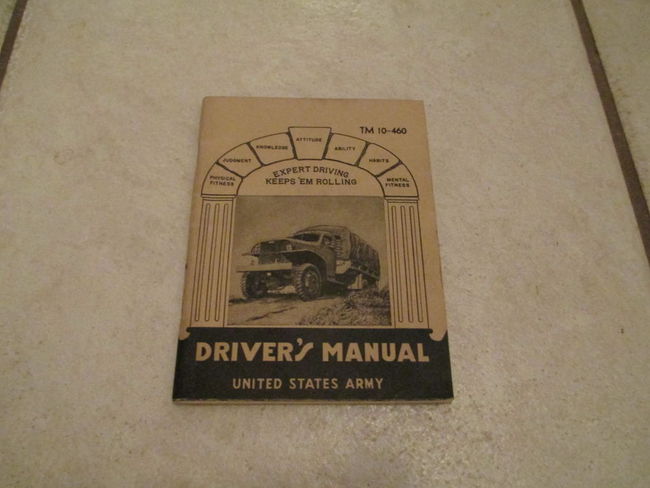 TM 10-460
PHYSICAL
FITNESS
JUDGMENT
KNOWLEDGE
ATTITUDE
ABILITY
HABITS
MENTAL
FITNESS
EXPERT DRIVING
KEEPS 'EM ROLLING
DRIVER'S MANUAL
UNITED STATES ARMY